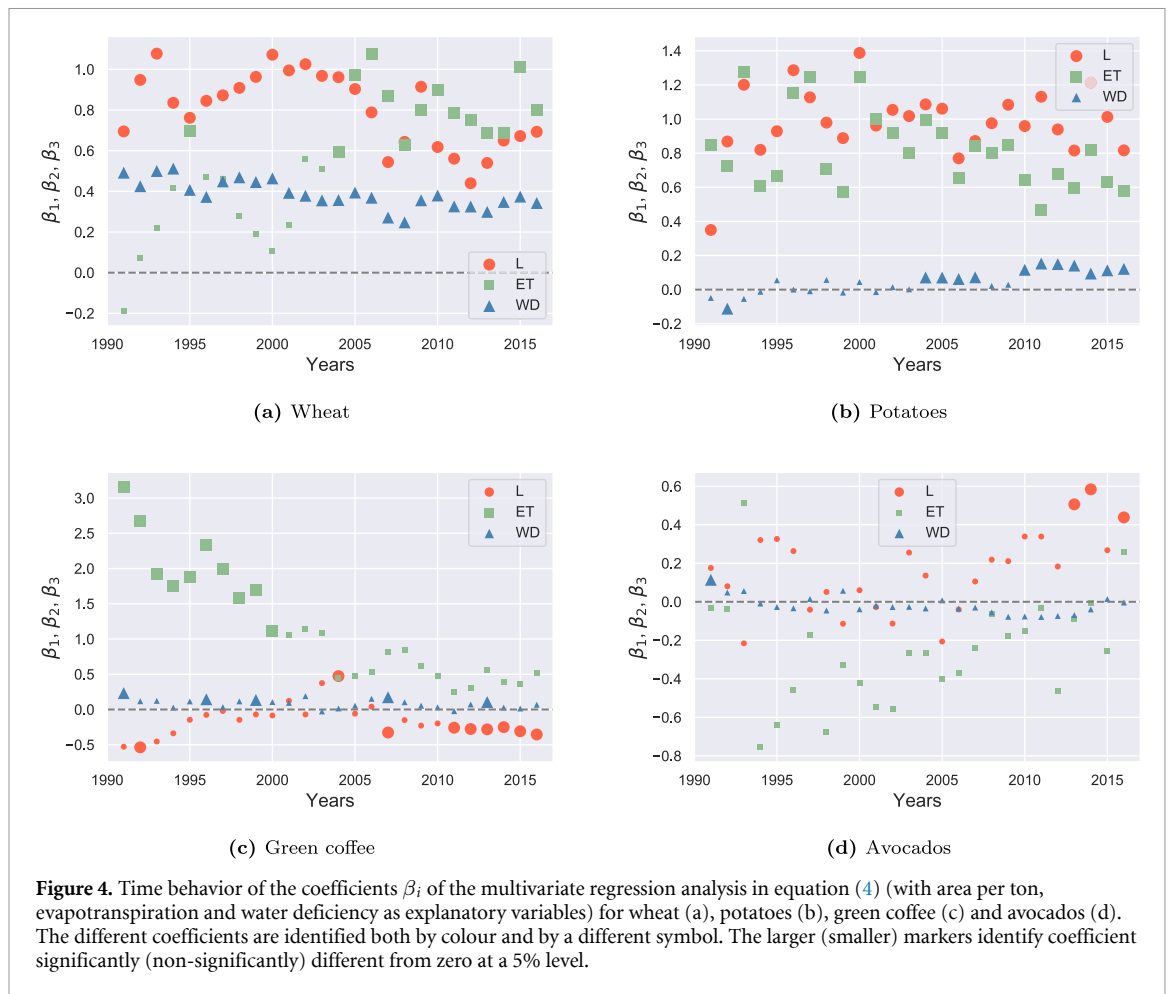 1.0
0.8
0.6
0.4
0.2
0.0
−0.2
β1, β2, β3
L
ET
WD
1990 1995 2000 2005 2010 2015
Years
(a) Wheat
1.4
1.2
1.0
0.8
0.6
0.4
0.2
0.0
−0.2
β1, β2, β3
L
ET
WD
1990 1995 2000 2005 2010 2015
Years
(b) Potatoes
3.0
2.5
2.0
1.5
1.0
0.5
0.0
−0.5
β1, β2, β3
L
ET
WD
1990 1995 2000 2005 2010 2015
Years
(c) Green coffee
0.6
0.4
0.2
0.0
−0.2
−0.4
−0.6
−0.8
β1, β2, β3
L
ET
WD
1990 1995 2000 2005 2010 2015
Years
(d) Avocados
Figure 4. Time behavior of the coefficients βi of the multivariate regression analysis in equation (4) (with area per ton,
evapotranspiration and water deficiency as explanatory variables) for wheat (a), potatoes (b), green coffee (c) and avocados (d).
The different coefficients are identified both by colour and by a different symbol. The larger (smaller) markers identify coefficient
significantly (non-significantly) different from zero at a 5% level.